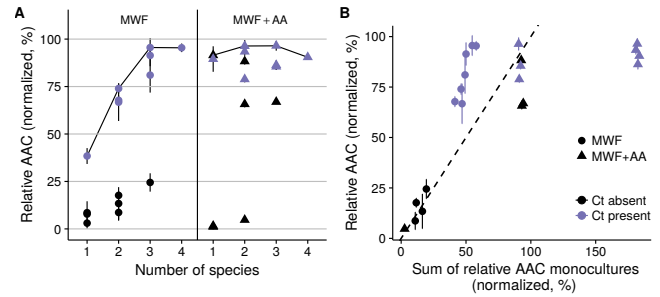 A
MWF
MWF+AA
Relative AAC (normalized, %)
100
75
50
25
0
1 2 3 4 1 2 3 4
Number of species
B
Relative AAC (normalized, %)
100
75
50
25
0
MWF
MWF+AA
Ct absent
Ct present
0 50 100 150
Sum of relative AAC monocultures
(normalized, %)